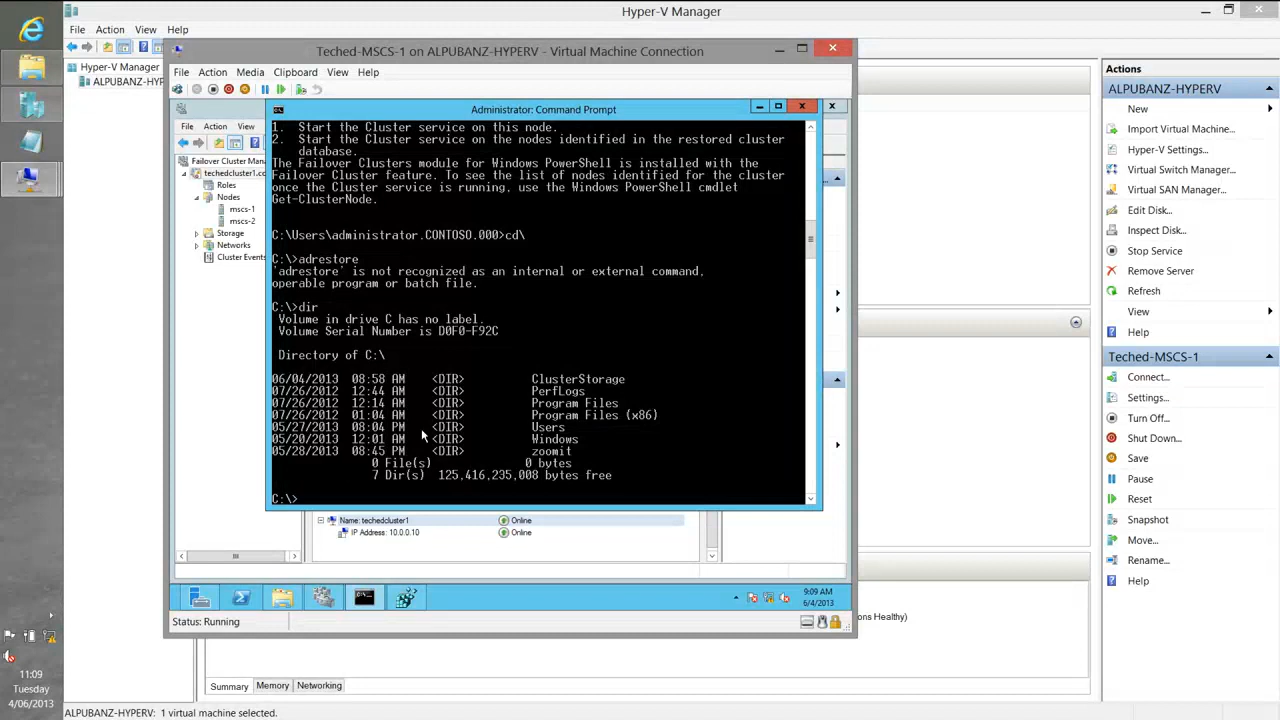 Hyper-V Manager
File Action View Help
Hyper-V Manager
ALPUBANZ-HYPERV
Teched-MSCS-1 on ALPUBANZ-HYPERV - Virtual Machine Connection
File Action Media Clipboard View Help
File Action View
Failover Cluster Man
techedcluster1.co
Roles
Nodes
mscs-1
mscs-2
Storage
Networks
Cluster Events
Administrator: Command Prompt
1. Start the Cluster service on this node.
2. Start the Cluster service on the nodes identified in the restored cluster
database.
The Failover Clusters module for Windows PowerShell is installed with the
Failover Cluster feature. To see the list of nodes identified for the cluster
once the Cluster service is running, use the Windows PowerShell cmdlet
Get-ClusterNode.
C:\Users\administrator.CONTOSO.000>cd\
C:\>adrestore
'adrestore' is not recognized as an internal or external command,
operable program or batch file.
C:\>dir
Volume in drive C has no label.
Volume Serial Number is D0F0-F92C
Directory of C:\
06/04/2013 08:58 AM <DIR> ClusterStorage
07/26/2012 12:44 AM <DIR> PerfLogs
07/26/2012 12:14 AM <DIR> Program Files
07/26/2012 01:04 AM <DIR> Program Files (x86)
05/27/2013 08:04 PM <DIR> Users
05/20/2013 12:01 AM <DIR> Windows
05/28/2013 08:45 PM <DIR> zoomit
0 File(s) 0 bytes
7 Dir(s) 125,416,235,008 bytes free
C:\>
Name: techedcluster1 Online
IP Address: 10.0.0.10 Online
9:09 AM
6/4/2013
Status: Running
ons Healthy)
Summary Memory Networking
ALPUBANZ-HYPERV: 1 virtual machine selected.
Actions
ALPUBANZ-HYPERV
New
Import Virtual Machine...
Hyper-V Settings...
Virtual Switch Manager...
Virtual SAN Manager...
Edit Disk...
Inspect Disk...
Stop Service
Remove Server
Refresh
View
Help
Teched-MSCS-1
Connect...
Settings...
Turn Off...
Shut Down...
Save
Pause
Reset
Snapshot
Move...
Rename...
Help
11:09
Tuesday
4/06/2013